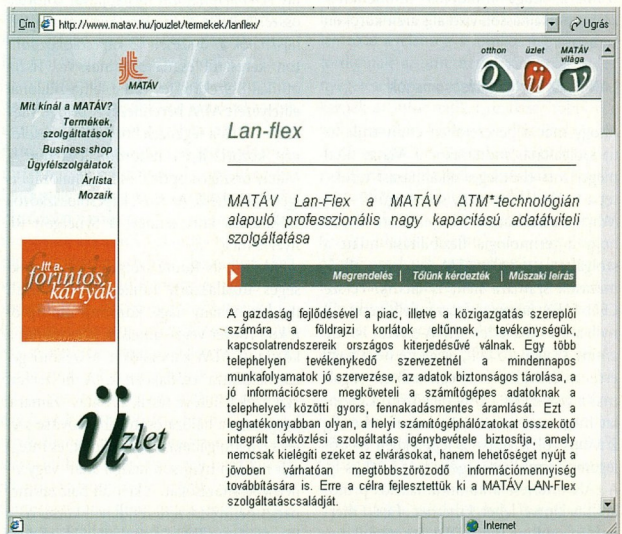 Cím http://www.matav.hu/jouzlet/termekek/lanflex/ Ugrás
MATÁV
otthon üzlet MATÁV világa
O Ü V
Mit kínál a MATÁV?
Termékek,
szolgáltatások
Business shop
Ügyfélszolgálatok
Árlista
Mozaik
itt a
forintos
kártyák
Üzlet
Lan-flex
MATÁV Lan-Flex a MATÁV ATM*-technológián
alapuló professzionális nagy kapacitású adatátviteli
szolgáltatása
Megrendelés | Tőlünk kérdezték | Műszaki leírás
A gazdaság fejlődésével a piac, illetve a közigazgatás szereplői
számára a földrajzi korlátok eltűnnek, tevékenységük,
kapcsolatrendszereik országos kiterjedésűvé válnak. Egy több
telephelyen tevékenykedő szervezetnél a mindennapos
munkafolyamatok jó szervezése, az adatok biztonságos tárolása, a
jó információcsere megköveteli a számítógépes adatoknak a
telephelyek közötti gyors, fennakadásmentes áramlását. Ezt a
leghatékonyabban olyan, a helyi számítógéphálózatokat összekötő
integrált távközlési szolgáltatás igénybevétele biztosítja, amely
nemcsak kielégíti ezeket az elvárásokat, hanem lehetőséget nyújt a
jövoben várhatóan megtöbbszöröződő információmennyiség
továbbítására is. Erre a célra fejlesztettük ki a MATÁV LAN-Flex
szolgáltatáscsaládját.
Internet